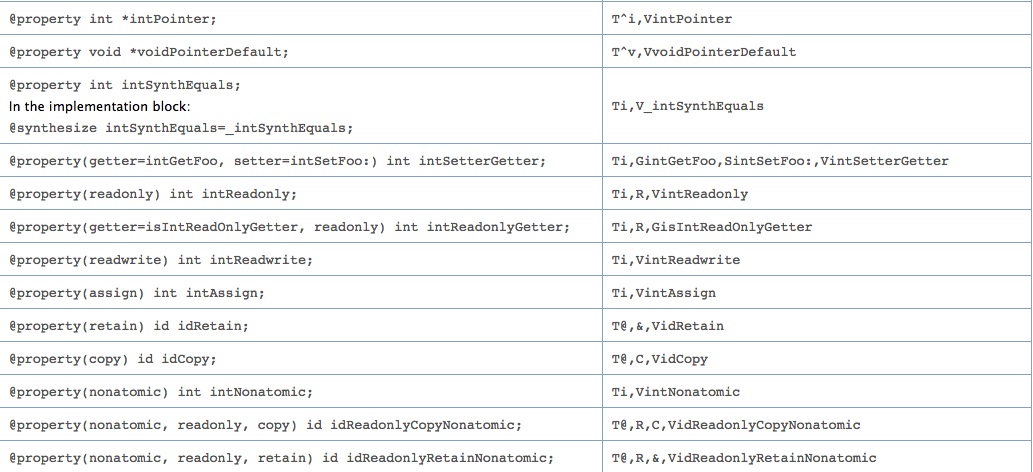 @property int *intPointer; T^i,VintPointer
@property void *voidPointerDefault; T^v,VvoidPointerDefault
@property int intSynthEquals;
In the implementation block:
@synthesize intSynthEquals=_intSynthEquals;
Ti,V_intSynthEquals
@property(getter=intGetFoo, setter=intSetFoo:) int intSetterGetter; Ti,GintGetFoo,SintSetFoo:,VintSetterGetter
@property(readonly) int intReadonly; Ti,R,VintReadonly
@property(getter=isIntReadOnlyGetter, readonly) int intReadonlyGetter; Ti,R,GisIntReadOnlyGetter
@property(readwrite) int intReadwrite; Ti,VintReadwrite
@property(assign) int intAssign; Ti,VintAssign
@property(retain) id idRetain; T@,&,VidRetain
@property(copy) id idCopy; T@,C,VidCopy
@property(nonatomic) int intNonatomic; Ti,VintNonatomic
@property(nonatomic, readonly, copy) id idReadonlyCopyNonatomic; T@,R,C,VidReadonlyCopyNonatomic
@property(nonatomic, readonly, retain) id idReadonlyRetainNonatomic; T@,R,&,VidReadonlyRetainNonatomic